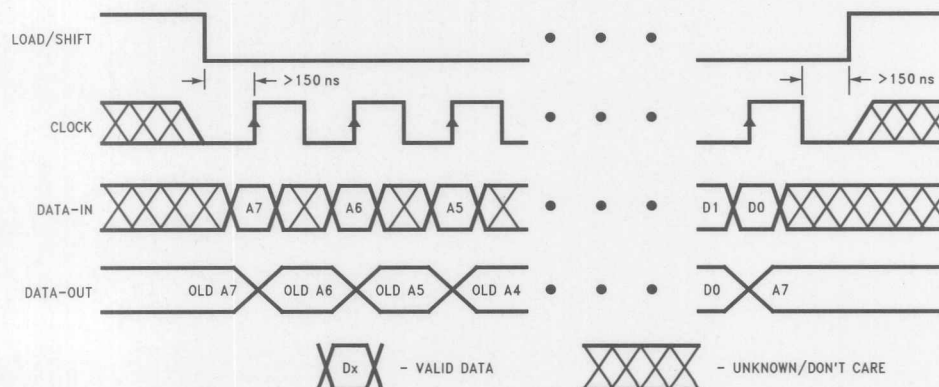 LOAD/SHIFT
>150 ns
>150 ns
CLOCK
DATA-IN
A7
A6
A5
D1
D0
DATA-OUT
OLD A7
OLD A6
OLD A5
OLD A4
D0
A7
Dx
- VALID DATA
- UNKNOWN/DON'T CARE